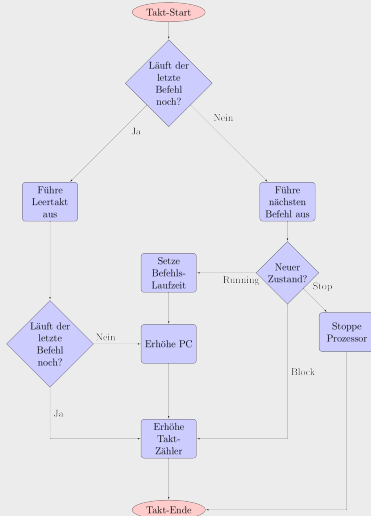 Takt-Start
Läuft der
letzte
Befehl
noch?
Ja
Nein
Führe
Leertakt
aus
Führe
nächsten
Befehl aus
Setze
Befehls-
Laufzeit
Neuer
Zustand?
Running
Stop
Läuft der
letzte
Befehl
noch?
Nein
Erhöhe PC
Stoppe
Prozessor
Block
Ja
Erhöhe
Takt-
Zähler
Takt-Ende